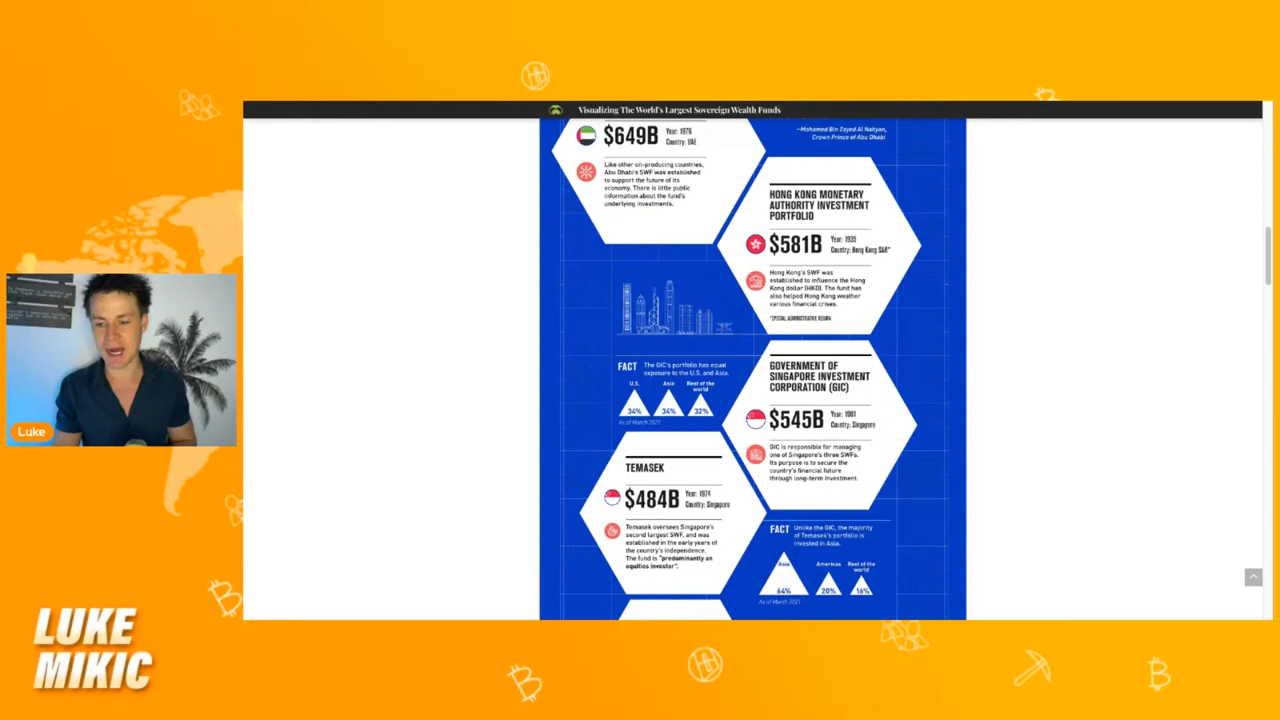 Visualizing The World's Largest Sovereign Wealth Funds
$649B
Year: 1976
Country: UAE
Like other oil-producing countries,
Abu Dhabi's SWF was established
to support the future of its
economy. There is little public
information about the fund's
underlying investments.
—Mohamed Bin Zayed Al Nahyan,
Crown Prince of Abu Dhabi
HONG KONG MONETARY
AUTHORITY INVESTMENT
PORTFOLIO
$581B
Year: 1935
Country: Hong Kong SAR*
Hong Kong's SWF was
established to influence the Hong
Kong dollar (HKD). The fund has
also helped Hong Kong weather
various financial crises.
*SPECIAL ADMINISTRATIVE REGION
FACT
The GIC's portfolio has equal
exposure to the U.S. and Asia.
U.S.
Asia
Rest of the
world
34%
34%
32%
As of March 2021
GOVERNMENT OF
SINGAPORE INVESTMENT
CORPORATION (GIC)
$545B
Year: 1981
Country: Singapore
GIC is responsible for managing
one of Singapore's three SWFs.
Its purpose is to secure the
country's financial future
through long-term investment.
TEMASEK
$484B
Year: 1974
Country: Singapore
Temasek oversees Singapore's
second largest SWF, and was
established in the early years of
the country's independence.
The fund is "predominantly an
equities investor".
FACT
Unlike the GIC, the majority
of Temasek's portfolio is
invested in Asia.
Asia
Americas
Rest of the
world
64%
20%
16%
As of March 2021
Luke
LUKE
MIKIC